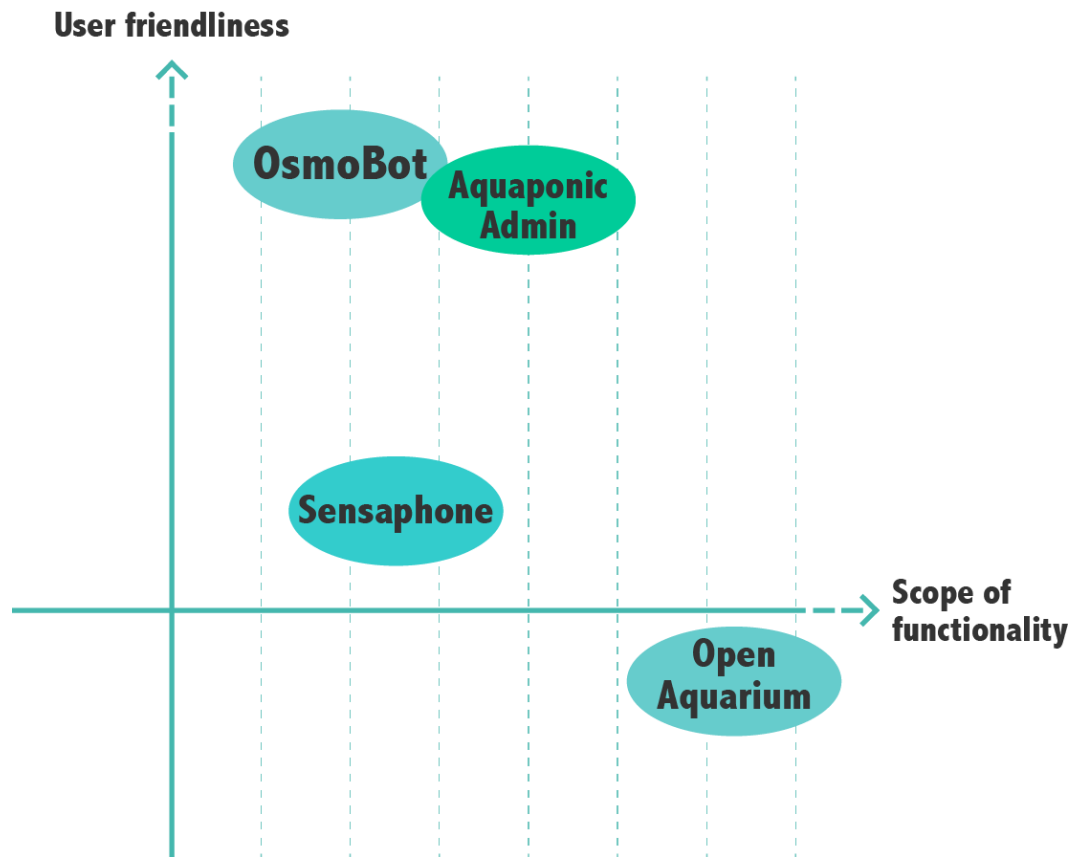 User friendliness
OsmoBot
Aquaponic
Admin
Sensaphone
Scope of
functionality
Open
Aquarium